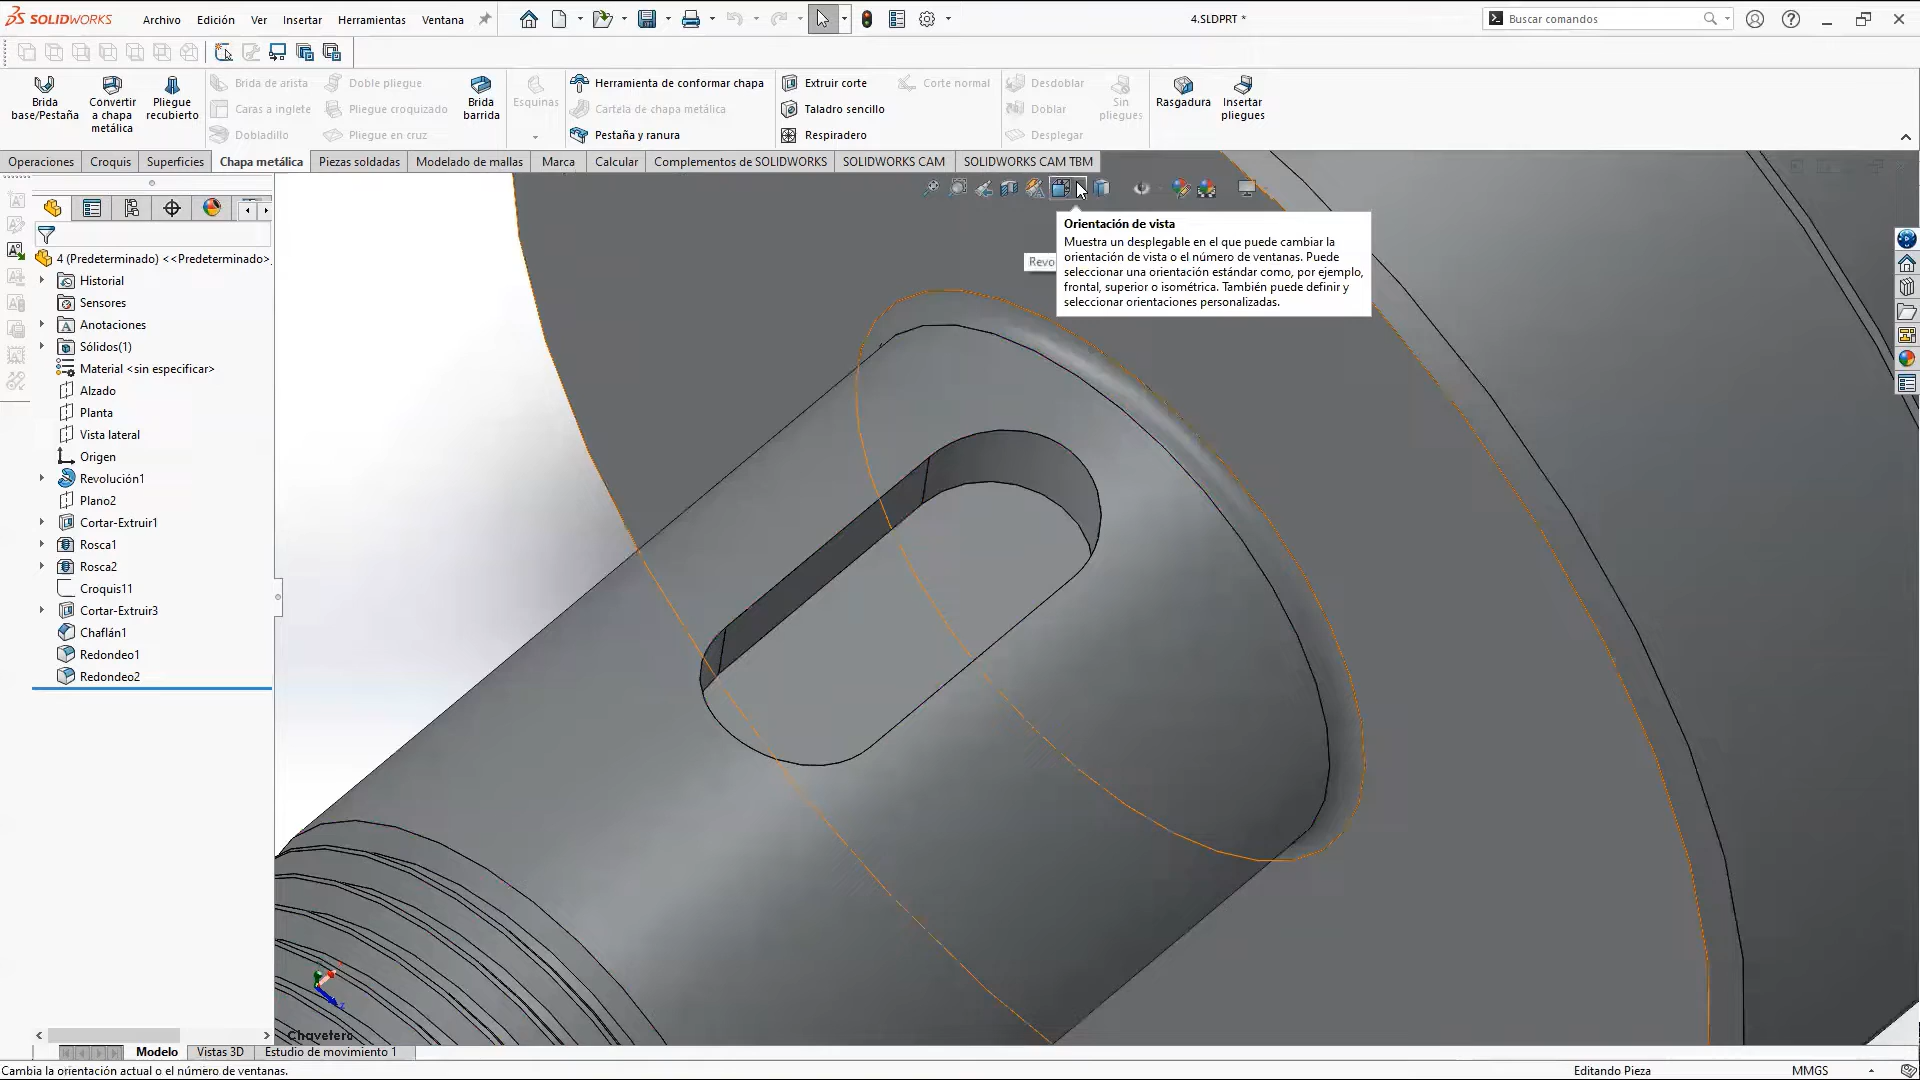 SOLIDWORKS
Archivo Edición Ver Insertar Herramientas Ventana
4.SLDPRT *
Buscar comandos
Brida base/Pestaña
Convertir a chapa metálica
Pliegue recubierto
Brida de arista
Caras a inglete
Dobladillo
Doble pliegue
Pliegue croquizado
Pliegue en cruz
Brida barrida
Esquinas
Herramienta de conformar chapa
Cartela de chapa metálica
Pestaña y ranura
Extruir corte
Taladro sencillo
Respiradero
Corte normal
Desdoblar
Doblar
Desplegar
Sin pliegues
Rasgadura
Insertar pliegues
Operaciones Croquis Superficies Chapa metálica Piezas soldadas Modelado de mallas Marca Calcular Complementos de SOLIDWORKS SOLIDWORKS CAM SOLIDWORKS CAM TBM
Orientación de vista
Muestra un desplegable en el que puede cambiar la
orientación de vista o el número de ventanas. Puede
seleccionar una orientación estándar como, por ejemplo,
frontal, superior o isométrica. También puede definir y
seleccionar orientaciones personalizadas.
Revo
4 (Predeterminado) <<Predeterminado>
Historial
Sensores
Anotaciones
Sólidos(1)
Material <sin especificar>
Alzado
Planta
Vista lateral
Origen
Revolución1
Plano2
Cortar-Extruir1
Rosca1
Rosca2
Croquis11
Cortar-Extruir3
Chaflán1
Redondeo1
Redondeo2
Chavetero
Modelo Vistas 3D Estudio de movimiento 1
Cambia la orientación actual o el número de ventanas.
Editando Pieza
MMGS